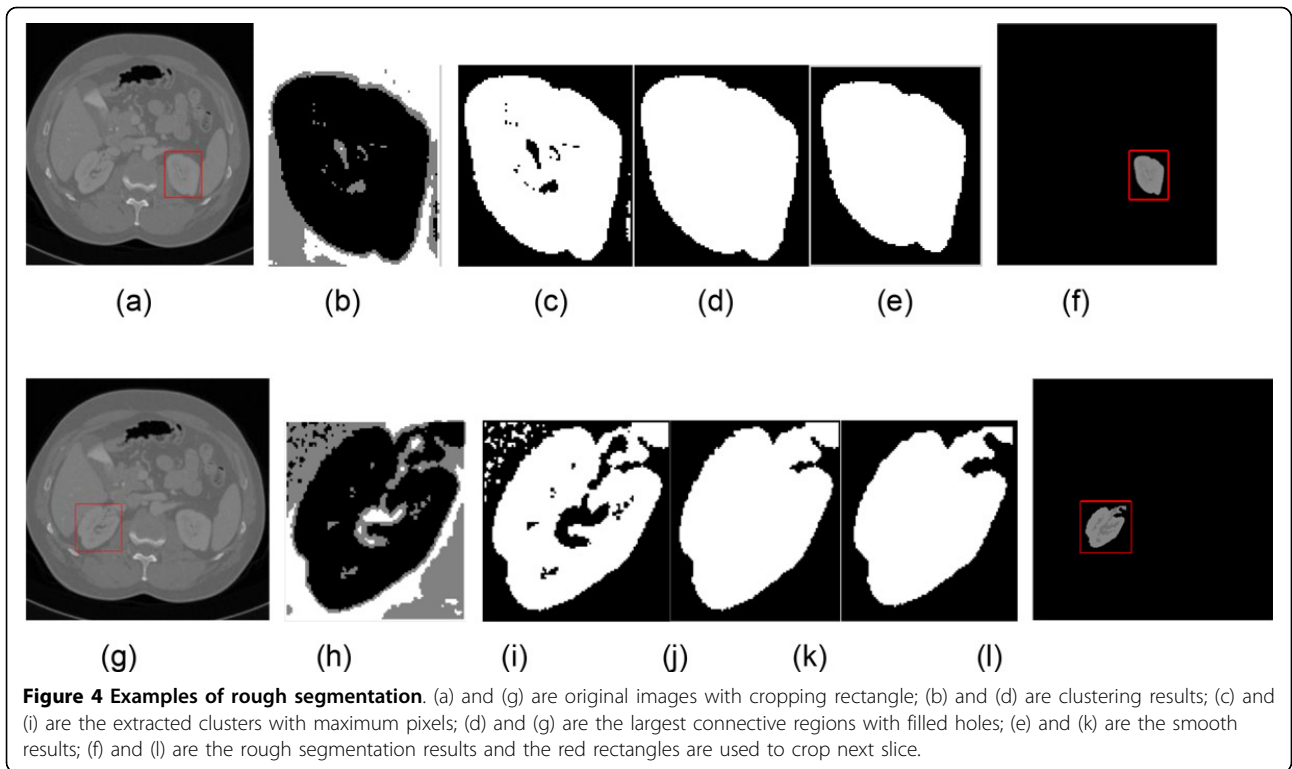 (a) (b) (c) (d) (e) (f)
(g) (h) (i) (j) (k) (l)
Figure 4 Examples of rough segmentation. (a) and (g) are original images with cropping rectangle; (b) and (d) are clustering results; (c) and
(i) are the extracted clusters with maximum pixels; (d) and (g) are the largest connective regions with filled holes; (e) and (k) are the smooth
results; (f) and (l) are the rough segmentation results and the red rectangles are used to crop next slice.